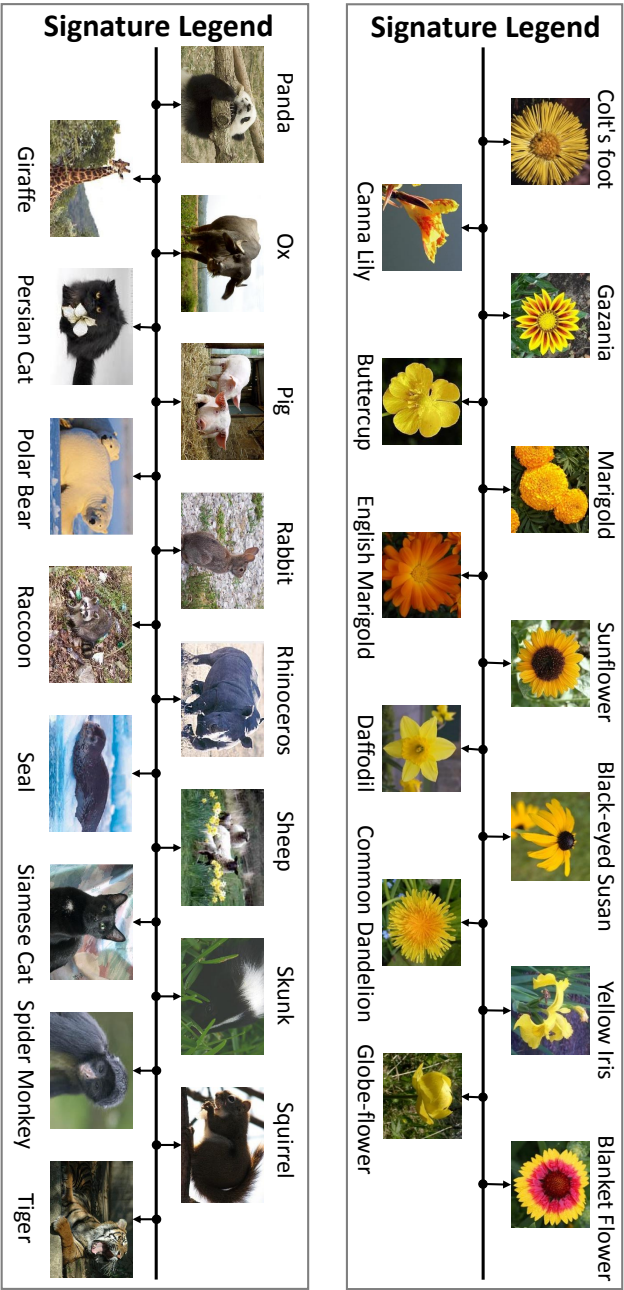 Signature Legend
Panda
Giraffe
Ox
Persian Cat
Pig
Polar Bear
Rabbit
Raccoon
Rhinoceros
Seal
Sheep
Siamese Cat
Skunk
Spider Monkey
Squirrel
Tiger
Signature Legend
Colt's foot
Canna Lily
Gazania
Buttercup
Marigold
English Marigold
Sunflower
Daffodil
Black-eyed Susan
Common Dandelion
Yellow Iris
Globe-flower
Blanket Flower